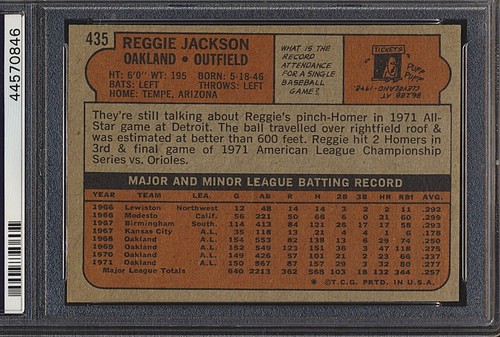 44570846
435 REGGIE JACKSON
OAKLAND • OUTFIELD
HT: 6'0" WT: 195 BORN: 5-18-46
BATS: LEFT THROWS: LEFT
HOME: TEMPE, ARIZONA
WHAT IS THE
RECORD
ATTENDANCE
FOR A SINGLE
BASEBALL
GAME?
TICKETS
PUFF
PUFF
86,288 AT
CLEVELAND-1948
They're still talking about Reggie's pinch-Homer in 1971 All-
Star game at Detroit. The ball travelled over rightfield roof &
was estimated at better than 600 feet. Reggie hit 2 Homers in
3rd & final game of 1971 American League Championship
Series vs. Orioles.
MAJOR AND MINOR LEAGUE BATTING RECORD
YEAR TEAM LEA. G AB R H 2B 3B HR RBI AVG.
1966 Lewiston Northwest 12 48 14 14 3 2 2 11 .292
1966 Modesto Calif. 56 221 50 66 6 0 21 60 .299
1967 Birmingham South. 114 413 84 121 26 17 17 58 .293
1967 Kansas City A.L. 35 118 13 21 4 4 1 6 .178
1968 Oakland A.L. 154 553 82 138 13 6 29 74 .250
1969 Oakland A.L. 152 549 123 151 36 3 47 118 .275
1970 Oakland A.L. 149 426 57 101 21 2 23 66 .237
1971 Oakland A.L. 150 567 87 157 29 3 32 80 .277
Major League Totals 640 2213 362 568 103 18 132 344 .257
* ©T.C.G. PRTD. IN U.S.A.